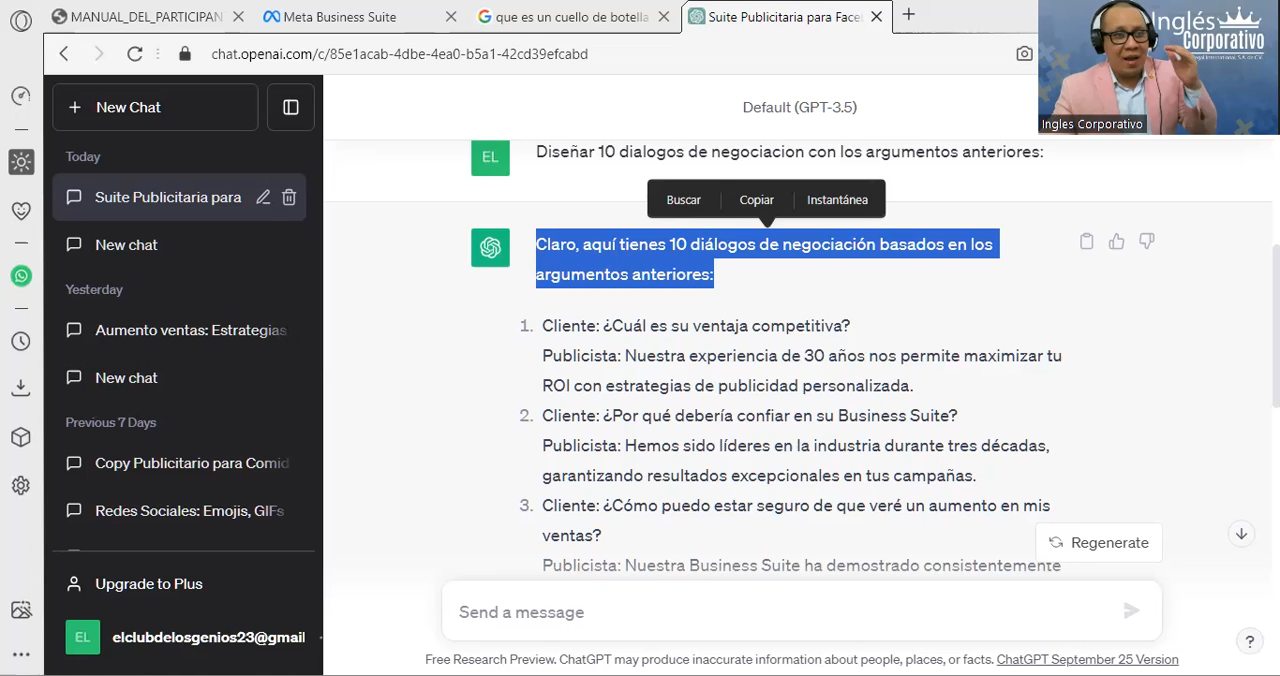 MANUAL_DEL_PARTICIPAN
Meta Business Suite
que es un cuello de botella
Suite Publicitaria para Face
chat.openai.com/c/85e1acab-4dbe-4ea0-b5a1-42cd39efcabd
Inglés
Corporativo
Ingles Corporativo
New Chat
Today
Suite Publicitaria para
New chat
Yesterday
Aumento ventas: Estrategias
New chat
Previous 7 Days
Copy Publicitario para Comid
Redes Sociales: Emojis, GIFs
Upgrade to Plus
EL
elclubdelosgenios23@gmail
Default (GPT-3.5)
EL
Diseñar 10 dialogos de negociacion con los argumentos anteriores:
Buscar
Copiar
Instantánea
Claro, aquí tienes 10 diálogos de negociación basados en los
argumentos anteriores:
1. Cliente: ¿Cuál es su ventaja competitiva?
Publicista: Nuestra experiencia de 30 años nos permite maximizar tu
ROI con estrategias de publicidad personalizada.
2. Cliente: ¿Por qué debería confiar en su Business Suite?
Publicista: Hemos sido líderes en la industria durante tres décadas,
garantizando resultados excepcionales en tus campañas.
3. Cliente: ¿Cómo puedo estar seguro de que veré un aumento en mis
ventas?
Publicista: Nuestra Business Suite ha demostrado consistentemente
Regenerate
Send a message
Free Research Preview. ChatGPT may produce inaccurate information about people, places, or facts. ChatGPT September 25 Version
?